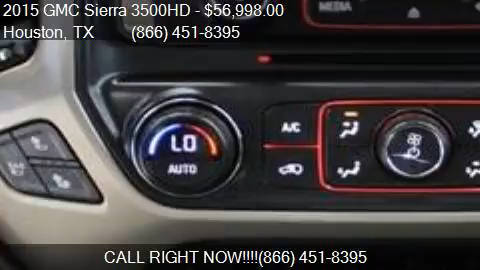 2015 GMC Sierra 3500HD - $56,998.00
Houston, TX (866) 451-8395
MEDIA
A/C
LO
AUTO
CALL RIGHT NOW!!!!(866) 451-8395